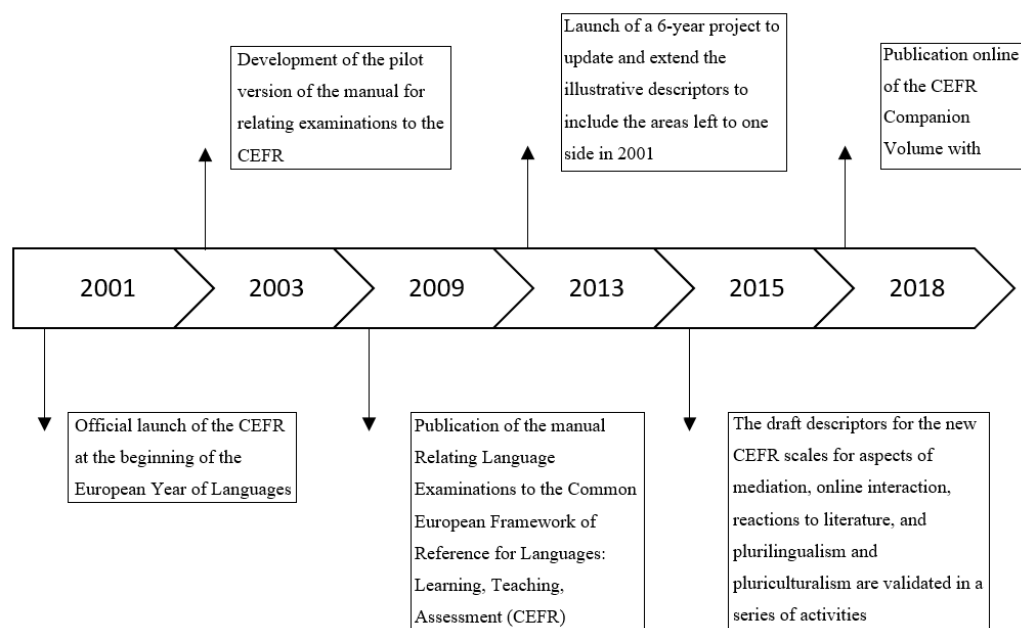 Development of the pilot
version of the manual for
relating examinations to the
CEFR
Launch of a 6-year project to
update and extend the
illustrative descriptors to
include the areas left to one
side in 2001
Publication online
of the CEFR
Companion
Volume with
2001
2003
2009
2013
2015
2018
Official launch of the CEFR
at the beginning of the
European Year of Languages
Publication of the manual
Relating Language
Examinations to the Common
European Framework of
Reference for Languages:
Learning, Teaching,
Assessment (CEFR)
The draft descriptors for the new
CEFR scales for aspects of
mediation, online interaction,
reactions to literature, and
plurilingualism and
pluriculturalism are validated in a
series of activities